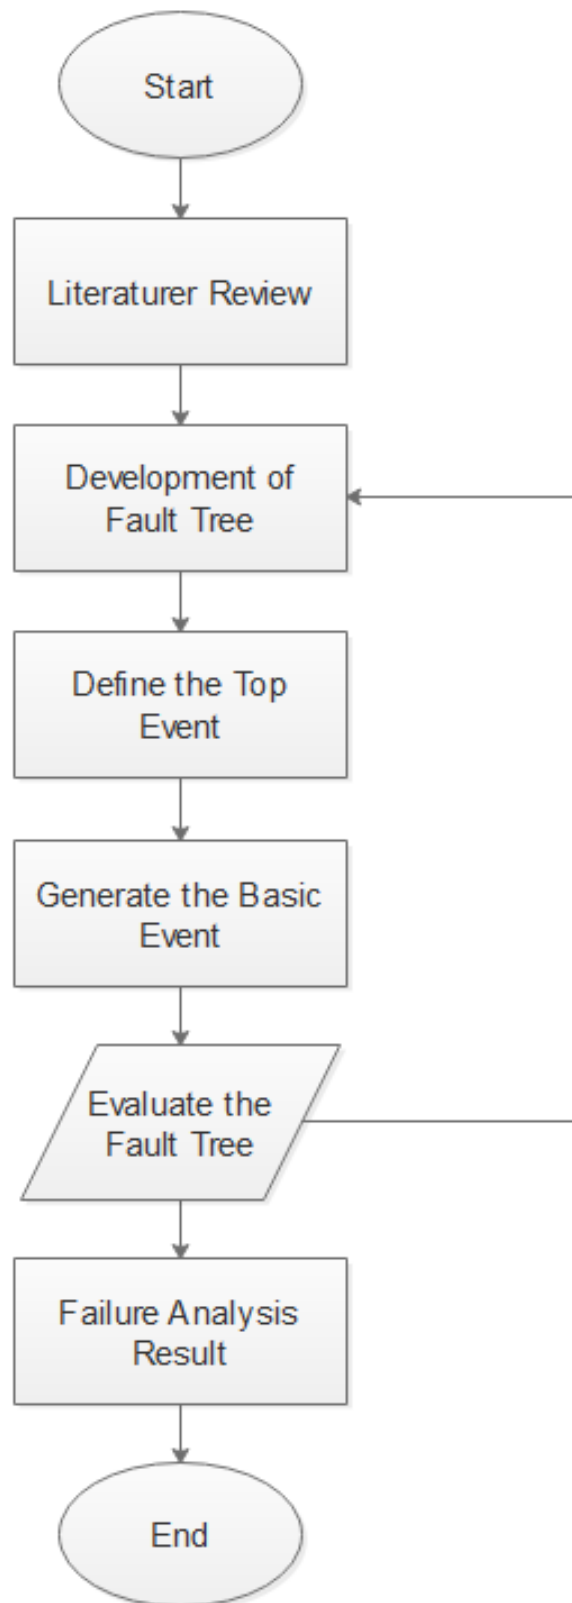 Start
Literaturer Review
Development of
Fault Tree
Define the Top
Event
Generate the Basic
Event
Evaluate the
Fault Tree
Failure Analysis
Result
End